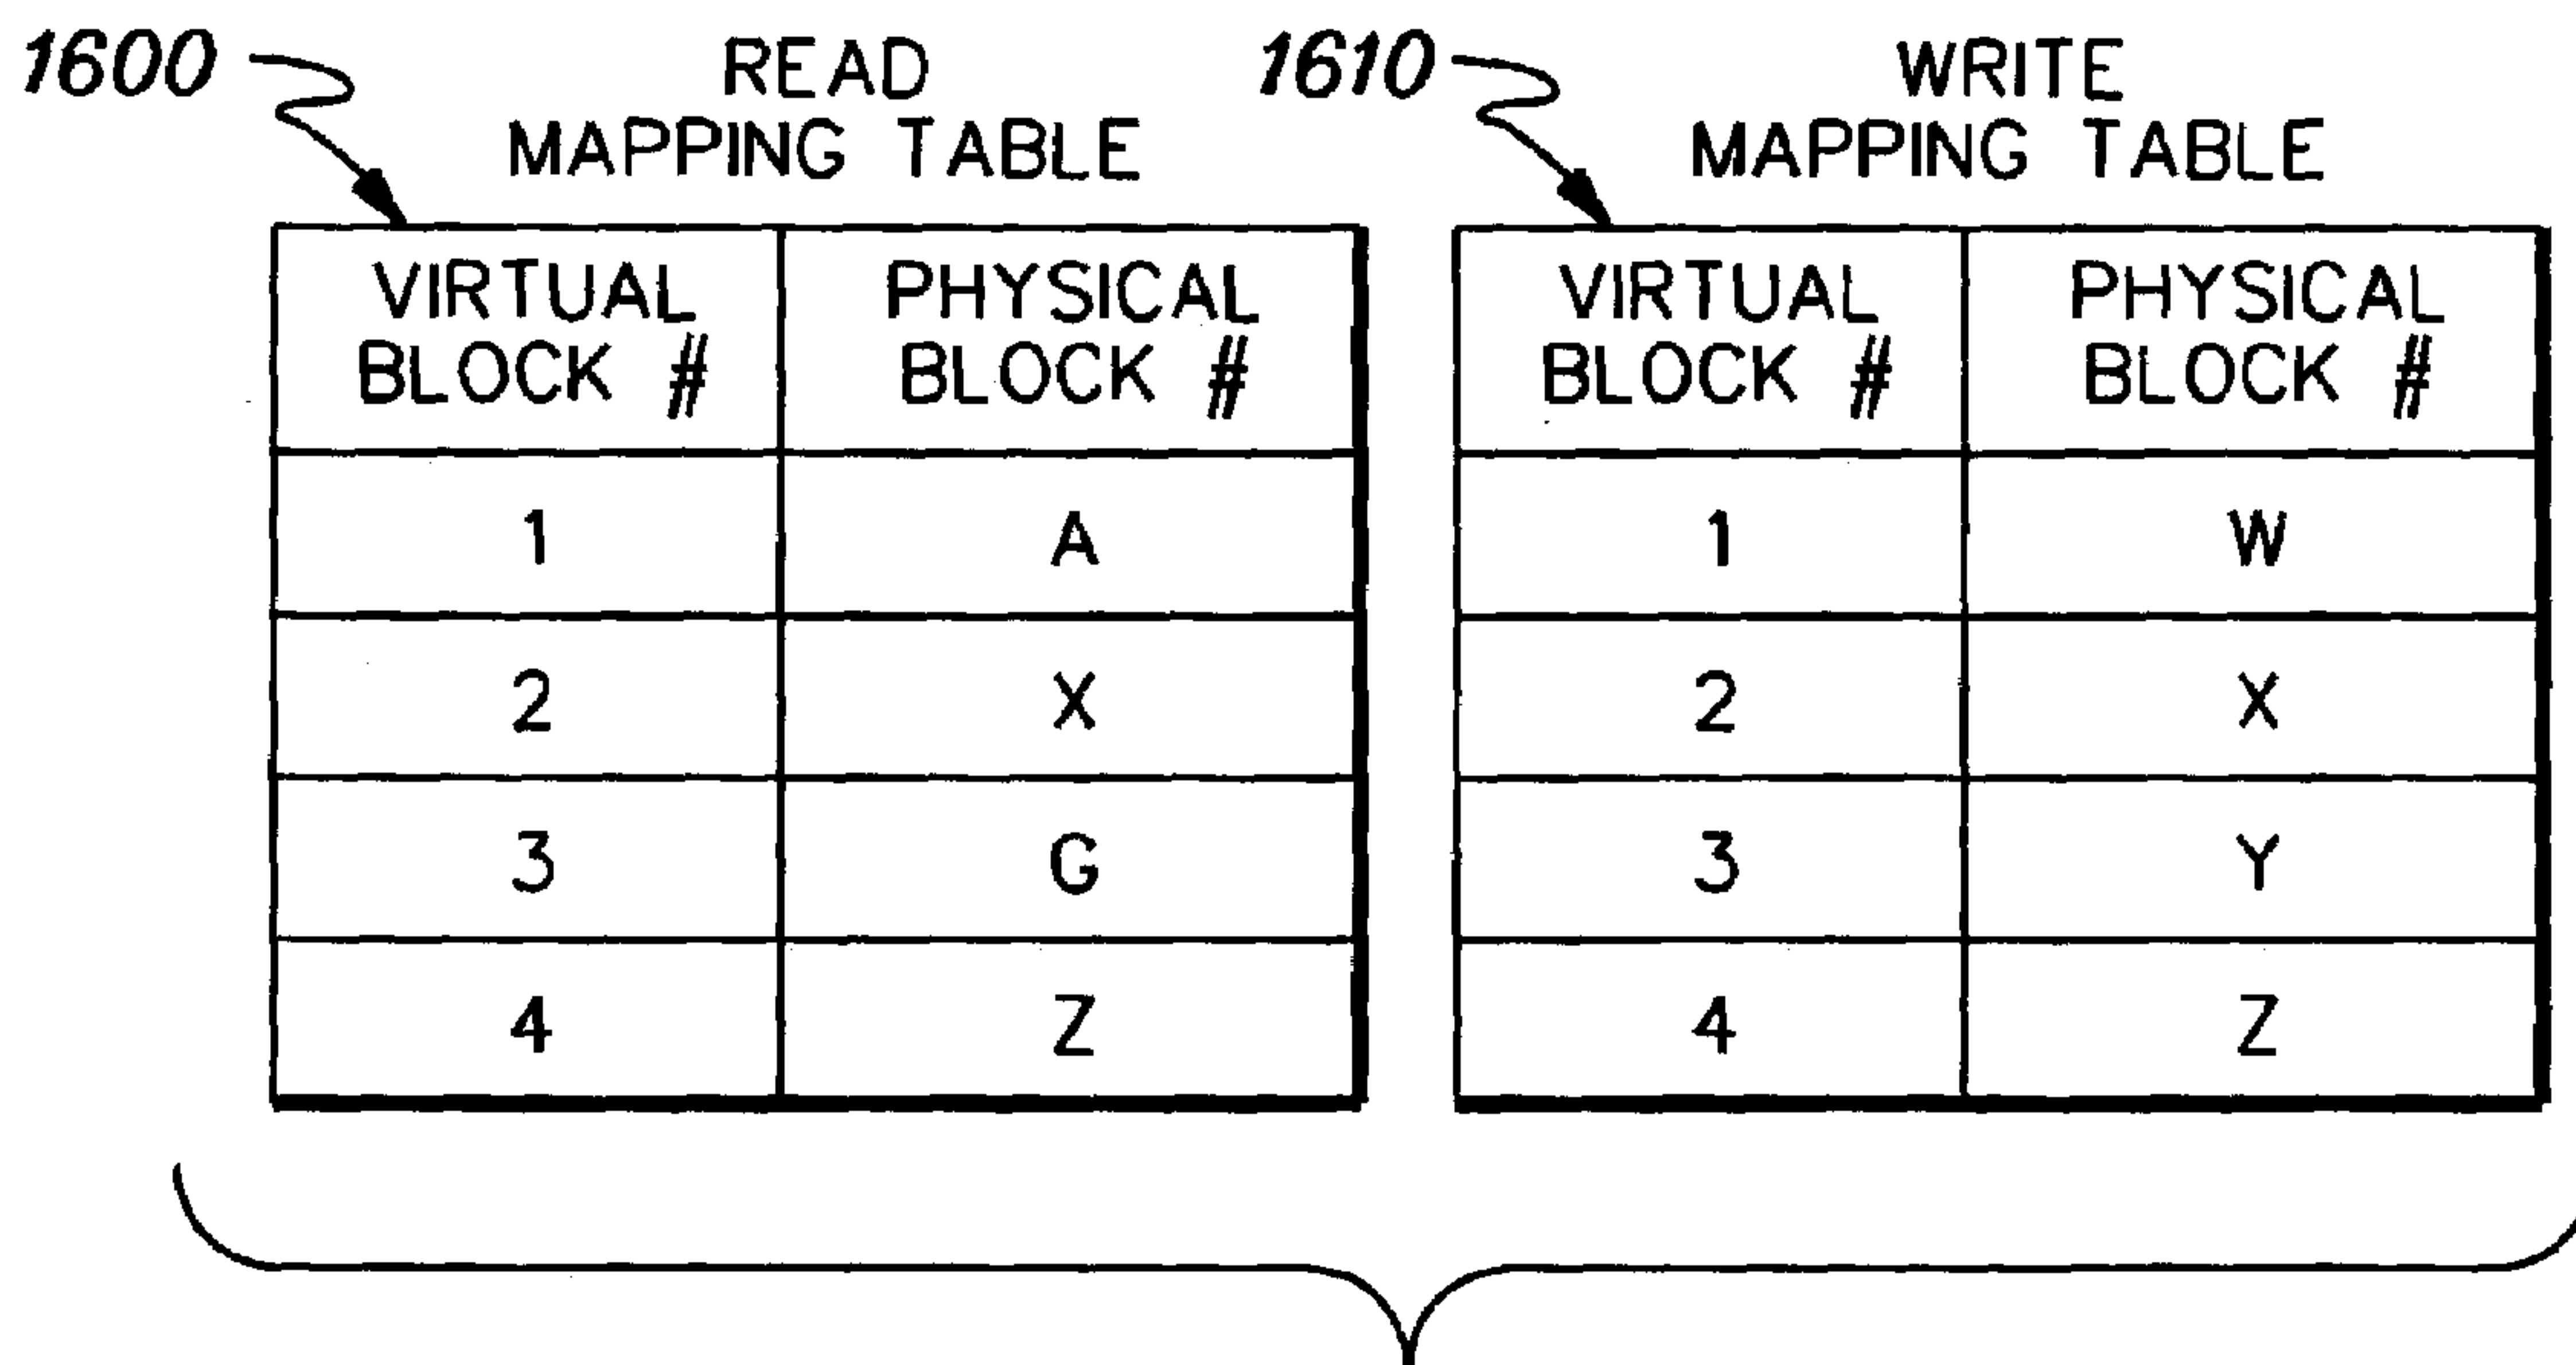 1600
READ
MAPPING TABLE
VIRTUAL BLOCK # PHYSICAL BLOCK #
1 A
2 X
3 G
4 Z
1610
WRITE
MAPPING TABLE
VIRTUAL BLOCK # PHYSICAL BLOCK #
1 W
2 X
3 Y
4 Z